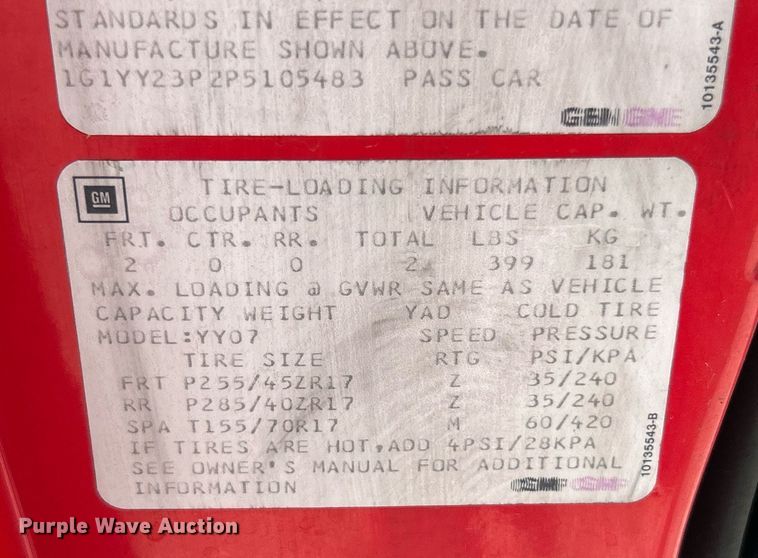 STANDARDS IN EFFECT ON THE DATE OF
MANUFACTURE SHOWN ABOVE.
1G1YY23P2P5105483 PASS CAR
10135543-A
GM
TIRE-LOADING INFORMATION
OCCUPANTS VEHICLE CAP. WT.
FRT. CTR. RR. TOTAL LBS KG
2 0 0 2 399 181
MAX. LOADING @ GVWR SAME AS VEHICLE
CAPACITY WEIGHT YAD COLD TIRE
MODEL:YY07 SPEED PRESSURE
TIRE SIZE RTG PSI/KPA
FRT P255/45ZR17 Z 35/240
RR P285/40ZR17 Z 35/240
SPA T155/70R17 M 60/420
IF TIRES ARE HOT,ADD 4PSI/28KPA
SEE OWNER'S MANUAL FOR ADDITIONAL
INFORMATION
10135543-B
Purple Wave Auction